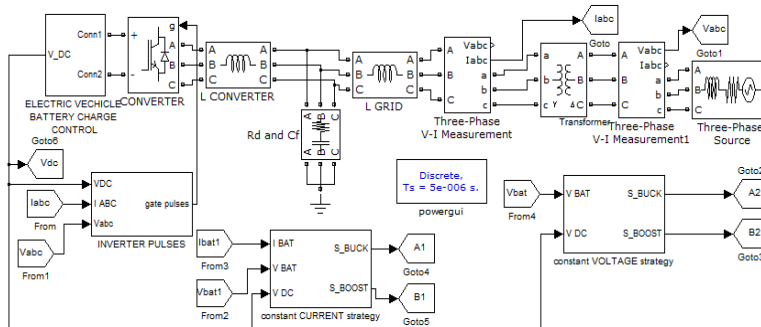 Conn1
V_DC
Conn2
ELECTRIC VECHICLE
BATTERY CHARGE
CONTROL
+
-
g
A
B
C
CONVERTER
A A
B B
C C
L CONVERTER
A B C
A B C
Rd and Cf
A A
B B
C C
L GRID
A
B
C
Vabc
Iabc
a
b
c
Three-Phase
V-I Measurement
Iabc
Goto
A a
B b
C c
Y Δ
Transformer
A
B
C
Vabc
Iabc
a
b
c
Three-Phase
V-I Measurement1
Vabc
Goto1
A
B
C
Three-Phase
Source
Goto6
Vdc
Iabc
From
Vabc
From1
VDC
I ABC
Vabc
gate pulses
INVERTER PULSES
Discrete,
Ts = 5e-006 s.
powergui
Ibat1
From3
Vbat1
From2
I BAT
V BAT
V DC
S_BUCK
S_BOOST
constant CURRENT strategy
A1
Goto4
B1
Goto5
Vbat
From4
V BAT
V DC
S_BUCK
S_BOOST
constant VOLTAGE strategy
Goto2
A2
B2
Goto3